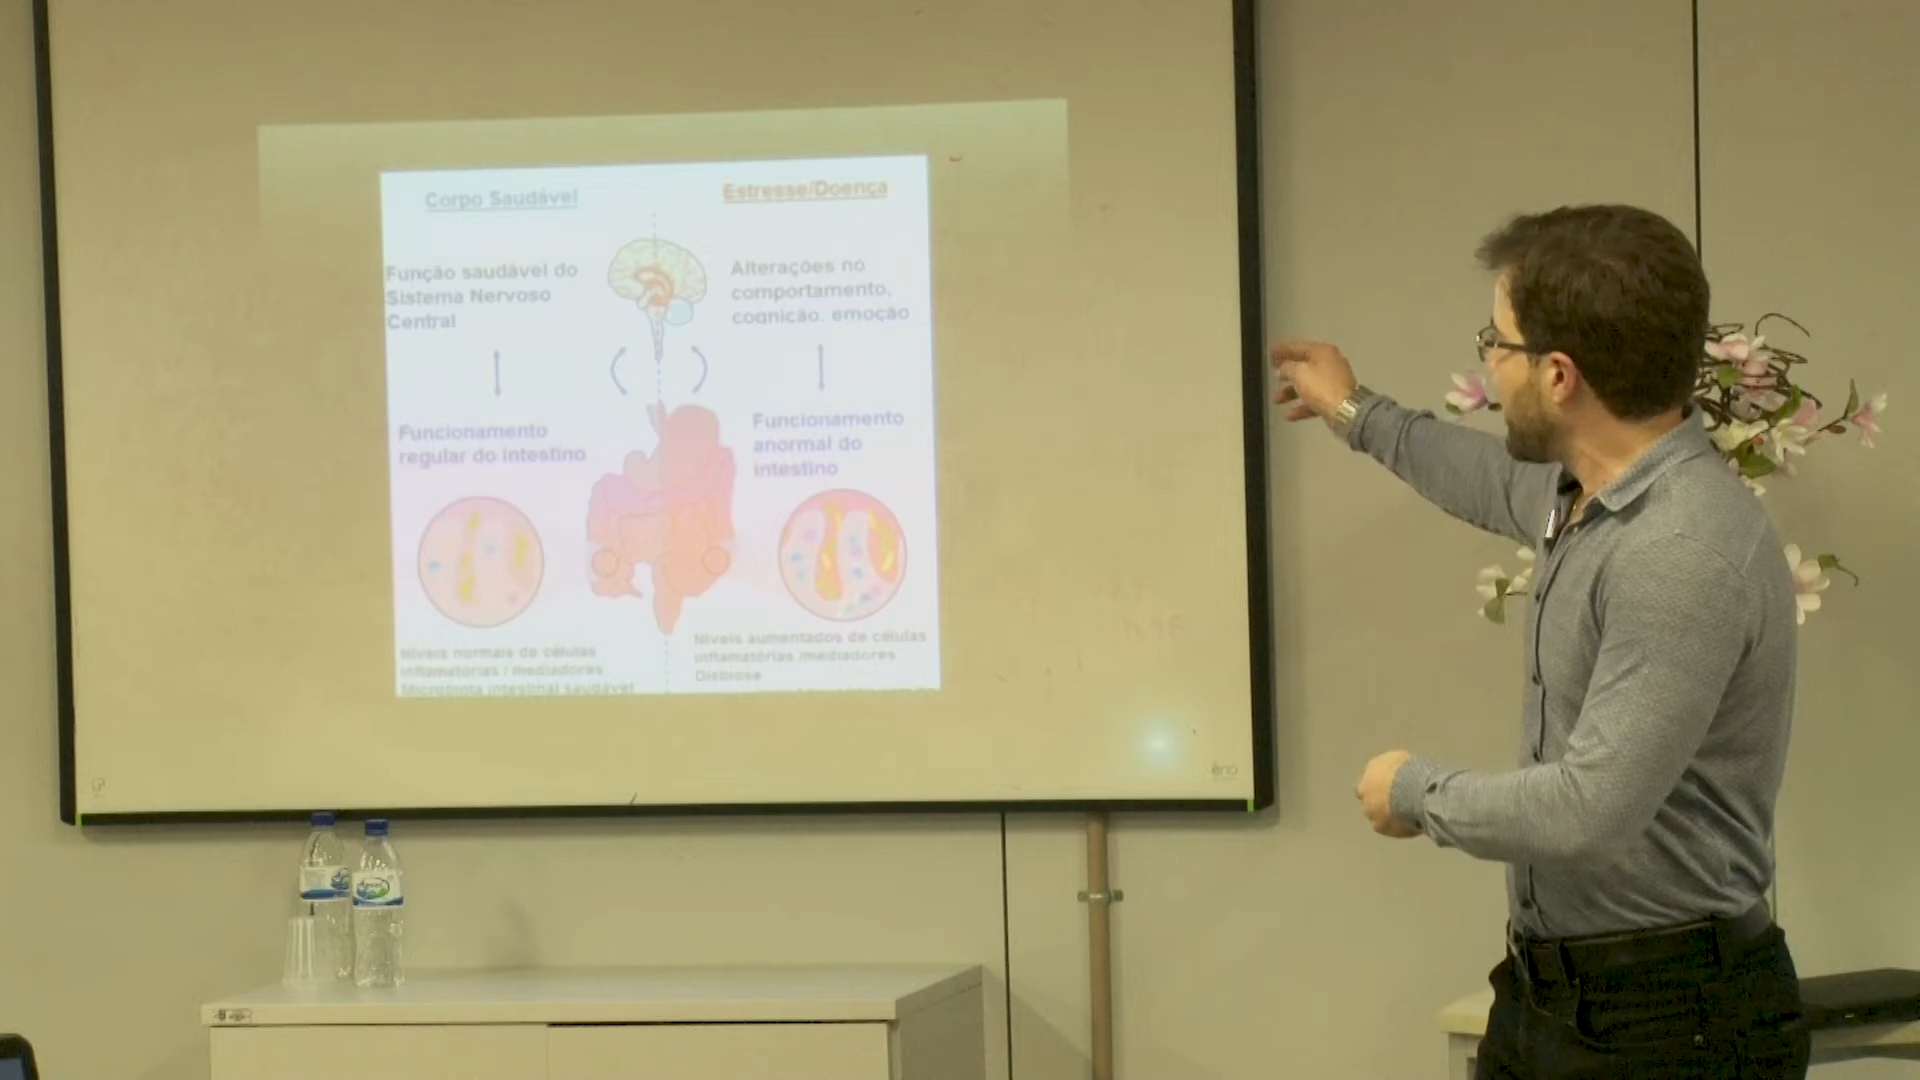 Corpo Saudável
Estresse/Doença
Função saudável do
Sistema Nervoso
Central
Alterações no
comportamento,
cognição, emoção
Funcionamento
regular do intestino
Funcionamento
anormal do
intestino
Níveis normais de células
inflamatórias / mediadores
Microbiota intestinal saudável
Níveis aumentados de células
inflamatórias /mediadores
Disbiose
êno